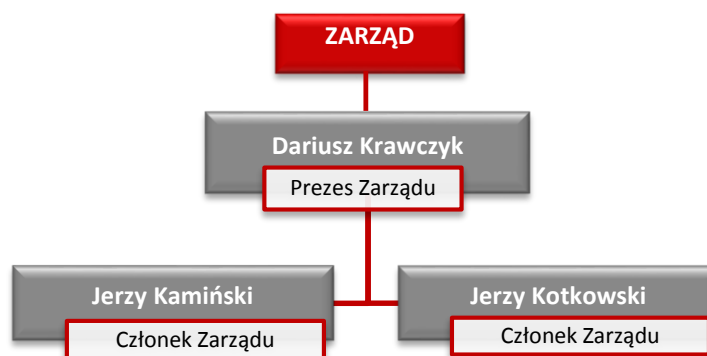 ZARZĄD
Dariusz Krawczyk
Prezes Zarządu
Jerzy Kamiński
Członek Zarządu
Jerzy Kotkowski
Członek Zarządu